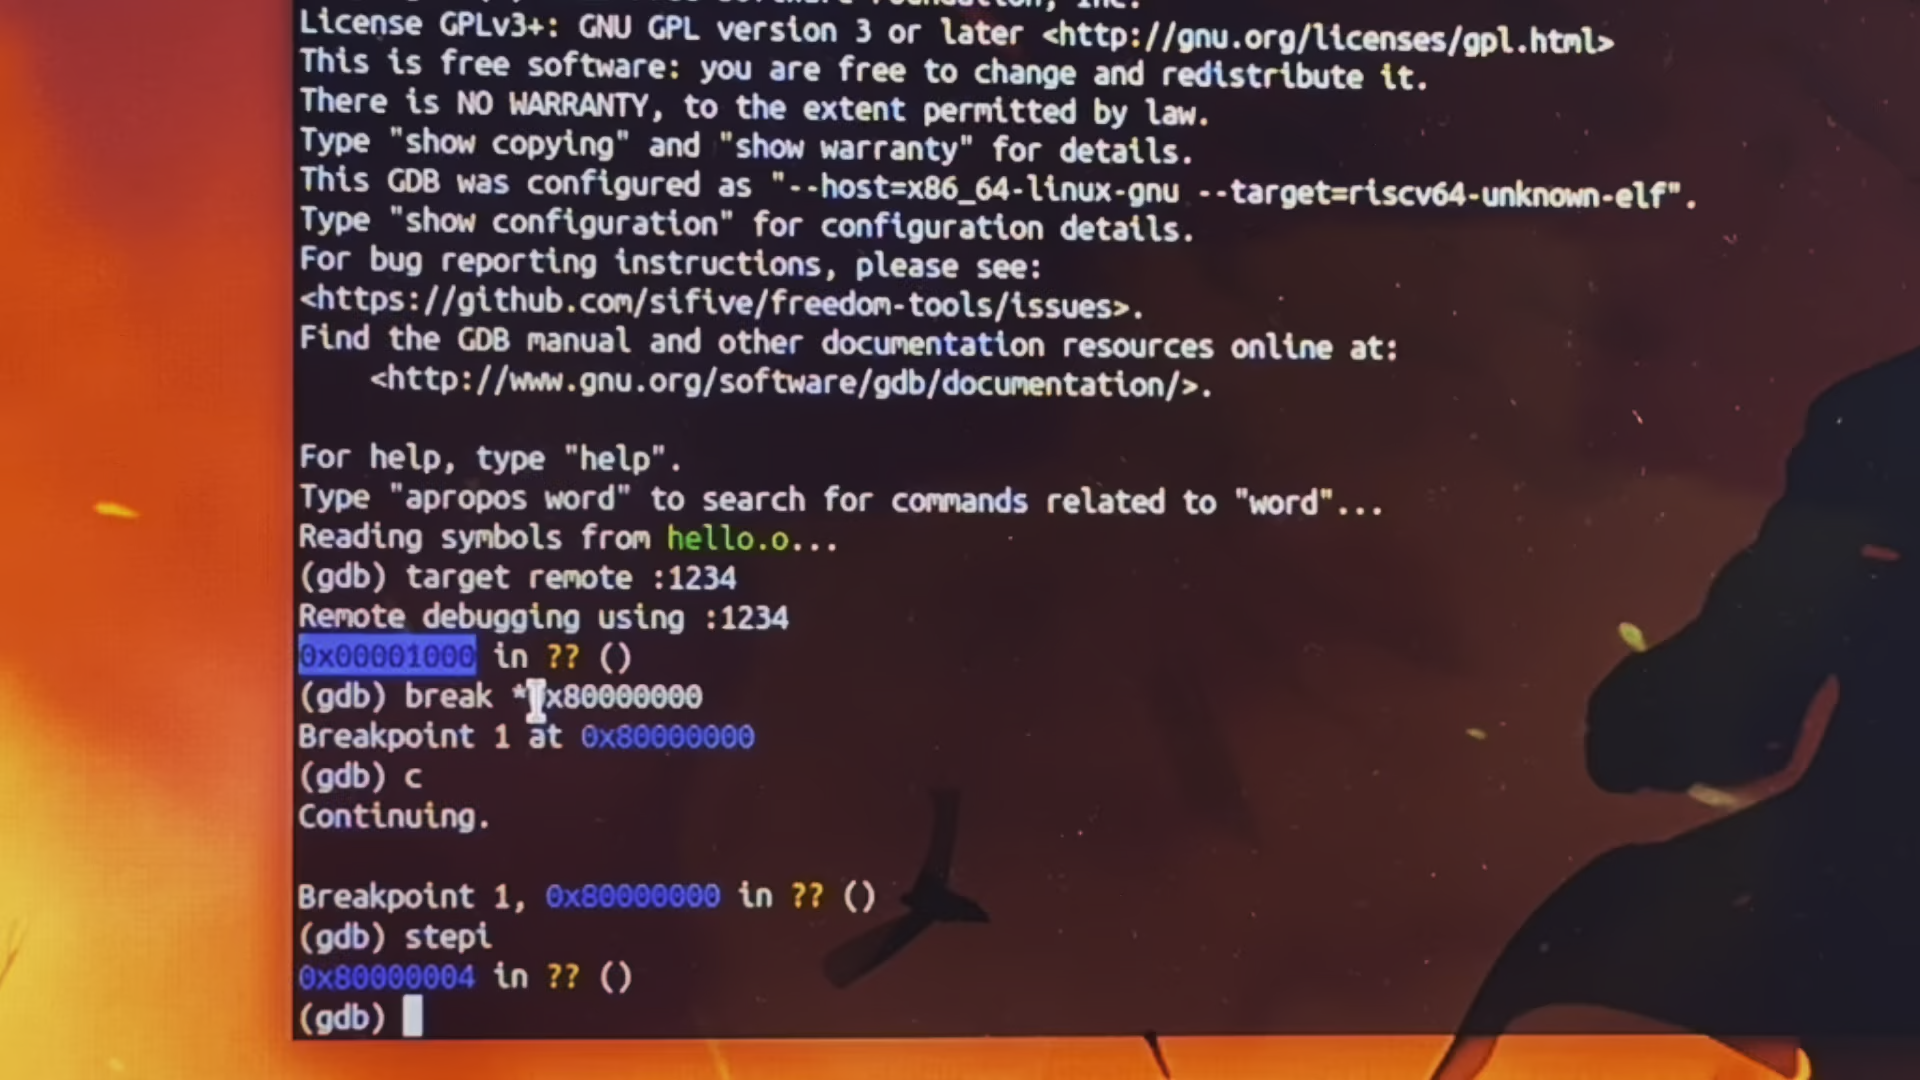 Software Foundation, Inc.
License GPLv3+: GNU GPL version 3 or later <http://gnu.org/licenses/gpl.html>
This is free software: you are free to change and redistribute it.
There is NO WARRANTY, to the extent permitted by law.
Type "show copying" and "show warranty" for details.
This GDB was configured as "--host=x86_64-linux-gnu --target=riscv64-unknown-elf".
Type "show configuration" for configuration details.
For bug reporting instructions, please see:
<https://github.com/sifive/freedom-tools/issues>.
Find the GDB manual and other documentation resources online at:
<http://www.gnu.org/software/gdb/documentation/>.
For help, type "help".
Type "apropos word" to search for commands related to "word"...
Reading symbols from hello.o...
(gdb) target remote :1234
Remote debugging using :1234
0x00001000 in ?? ()
(gdb) break *0x80000000
Breakpoint 1 at 0x80000000
(gdb) c
Continuing.
Breakpoint 1, 0x80000000 in ?? ()
(gdb) stepi
0x80000004 in ?? ()
(gdb)